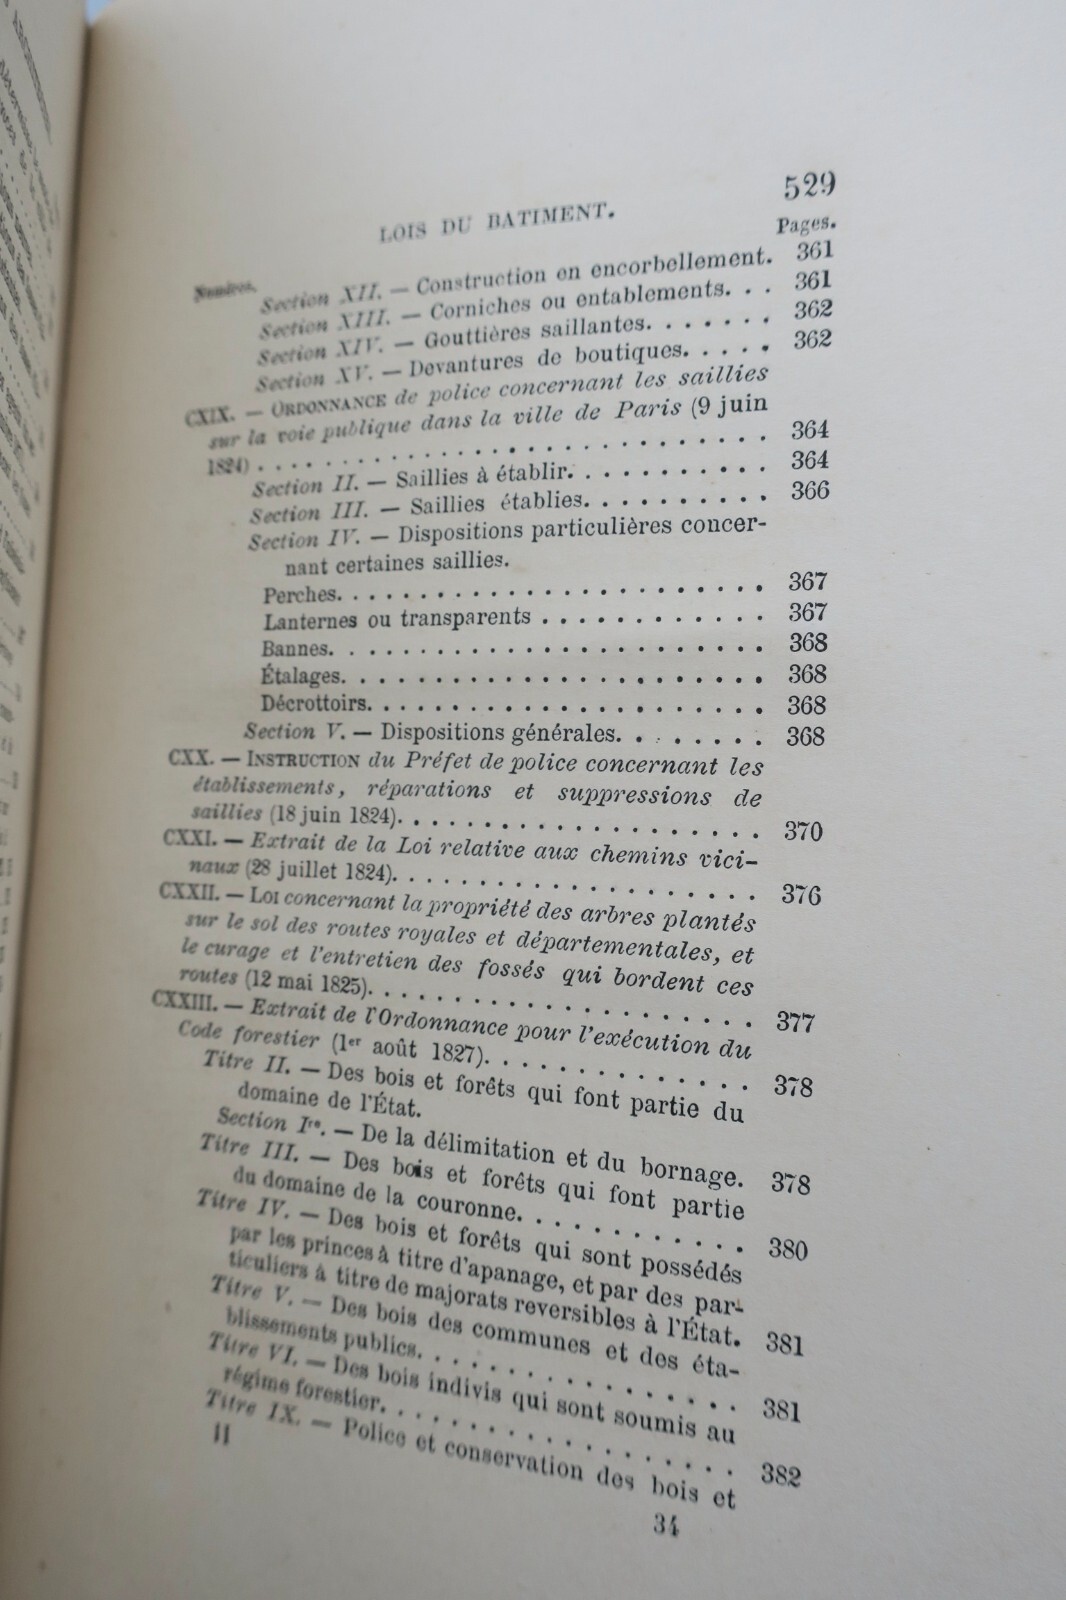 529
LOIS DU BATIMENT.
Numéros.
Pages.
Section XII. — Construction en encorbellement. 361
Section XIII. — Corniches ou entablements. . . 361
Section XIV. — Gouttières saillantes. . . . . . . 362
Section XV. — Devantures de boutiques. . . . . 362
CXIX. — ORDONNANCE de police concernant les saillies
sur la voie publique dans la ville de Paris (9 juin
1824) . . . . . . . . . . . . . . . . . . . . . . . 364
Section II. — Saillies à établir. . . . . . . . . . 364
Section III. — Saillies établies. . . . . . . . . 366
Section IV. — Dispositions particulières concer-
nant certaines saillies.
Perches. . . . . . . . . . . . . . . . . . . . . . . 367
Lanternes ou transparents . . . . . . . . . . . . 367
Bannes. . . . . . . . . . . . . . . . . . . . . . . 368
Étalages. . . . . . . . . . . . . . . . . . . . . . 368
Décrottoirs. . . . . . . . . . . . . . . . . . . . . 368
Section V. — Dispositions générales. . . . . . . . 368
CXX. — INSTRUCTION du Préfet de police concernant les
établissements, réparations et suppressions de
saillies (18 juin 1824). . . . . . . . . . . . . . . . 370
CXXI. — Extrait de la Loi relative aux chemins vici-
naux (28 juillet 1824). . . . . . . . . . . . . . . . 376
CXXII. — LOI concernant la propriété des arbres plantés
sur le sol des routes royales et départementales, et
le curage et l'entretien des fossés qui bordent ces
routes (12 mai 1825). . . . . . . . . . . . . . . . . 377
CXXIII. — Extrait de l'Ordonnance pour l'exécution du
Code forestier (1er août 1827). . . . . . . . . . . . 378
Titre II. — Des bois et forêts qui font partie du
domaine de l'État.
Section Ire. — De la délimitation et du bornage. 378
Titre III. — Des bois et forêts qui font partie
du domaine de la couronne. . . . . . . . . . . . 380
Titre IV. — Des bois et forêts qui sont possédés
par les princes à titre d'apanage, et par des par-
ticuliers à titre de majorats reversibles à l'État. 381
Titre V. — Des bois des communes et des éta-
blissements publics. . . . . . . . . . . . . . . . 381
Titre VI. — Des bois indivis qui sont soumis au
régime forestier. . . . . . . . . . . . . . . . . . 382
Titre IX. — Police et conservation des bois et
II
34